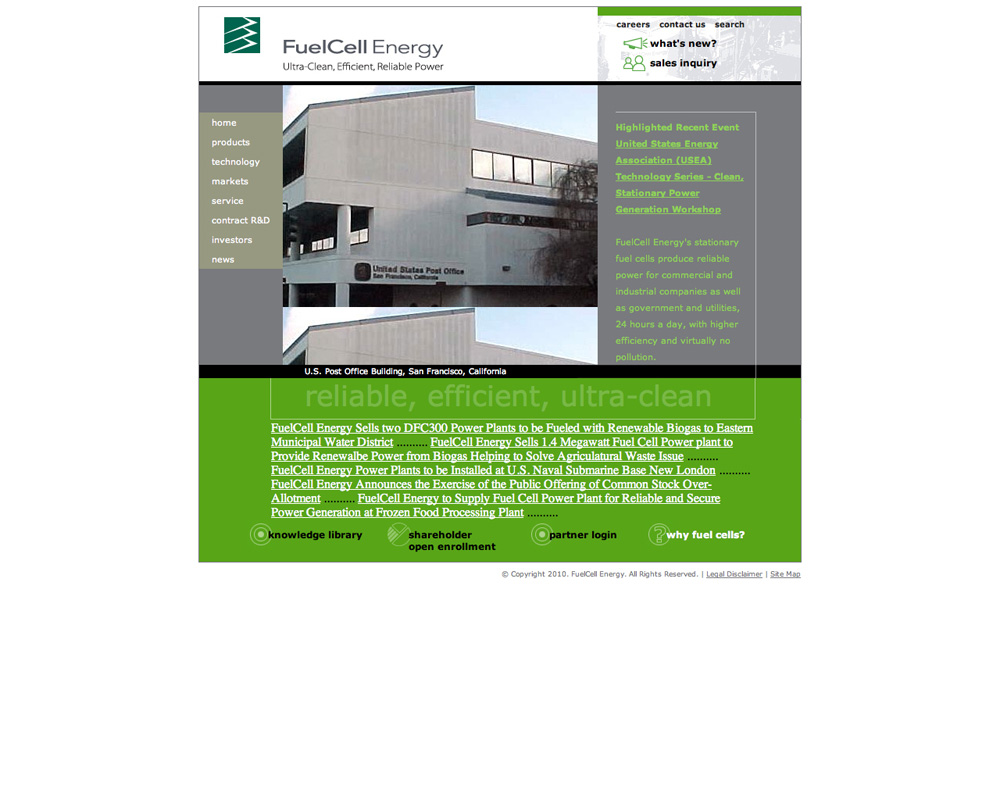 careers contact us search
what's new?
sales inquiry
FuelCell Energy
Ultra-Clean, Efficient, Reliable Power
home
products
technology
markets
service
contract R&D
investors
news
United States Post Office
San Francisco, California
Highlighted Recent Event
United States Energy
Association (USEA)
Technology Series - Clean,
Stationary Power
Generation Workshop
FuelCell Energy's stationary
fuel cells produce reliable
power for commercial and
industrial companies as well
as government and utilities,
24 hours a day, with higher
efficiency and virtually no
pollution.
U.S. Post Office Building, San Francisco, California
reliable, efficient, ultra-clean
FuelCell Energy Sells two DFC300 Power Plants to be Fueled with Renewable Biogas to Eastern
Municipal Water District .......... FuelCell Energy Sells 1.4 Megawatt Fuel Cell Power plant to
Provide Renewalbe Power from Biogas Helping to Solve Agriculatural Waste Issue ..........
FuelCell Energy Power Plants to be Installed at U.S. Naval Submarine Base New London ..........
FuelCell Energy Announces the Exercise of the Public Offering of Common Stock Over-
Allotment .......... FuelCell Energy to Supply Fuel Cell Power Plant for Reliable and Secure
Power Generation at Frozen Food Processing Plant ..........
knowledge library
shareholder
open enrollment
partner login
why fuel cells?
© Copyright 2010. FuelCell Energy. All Rights Reserved. | Legal Disclaimer | Site Map